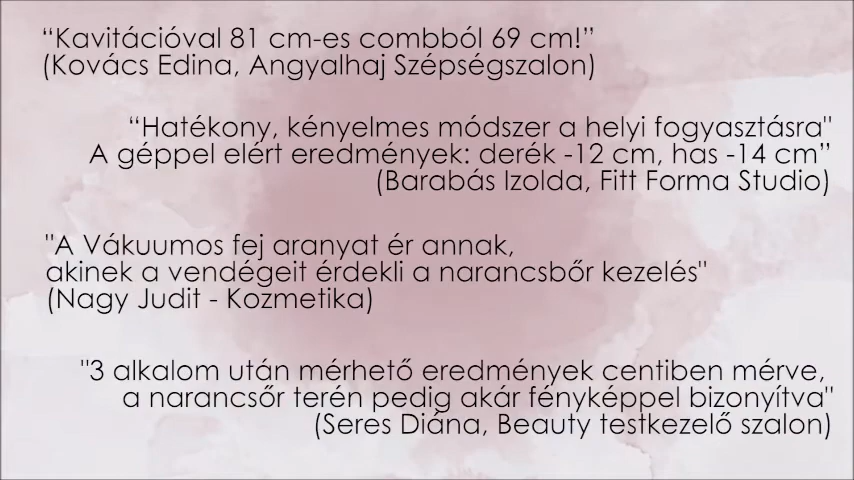 “Kavitációval 81 cm-es combból 69 cm!”
(Kovács Edina, Angyalhaj Szépségszalon)
“Hatékony, kényelmes módszer a helyi fogyasztásra"
A géppel elért eredmények: derék -12 cm, has -14 cm”
(Barabás Izolda, Fitt Forma Studio)
"A Vákuumos fej aranyat ér annak,
akinek a vendégeit érdekli a narancsbőr kezelés"
(Nagy Judit - Kozmetika)
"3 alkalom után mérhető eredmények centiben mérve,
a narancsőr terén pedig akár fényképpel bizonyítva"
(Seres Diána, Beauty testkezelő szalon)